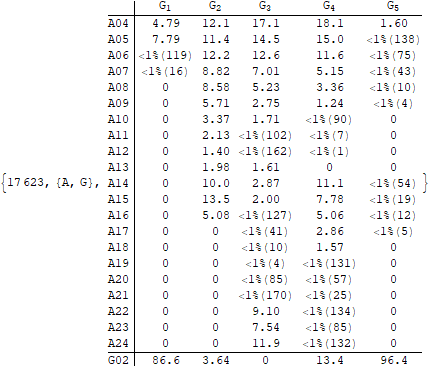 G1 G2 G3 G4 G5
A04 4.79 12.1 17.1 18.1 1.60
A05 7.79 11.4 14.5 15.0 <1%(138)
A06 <1%(119) 12.2 12.6 11.6 <1%(75)
A07 <1%(16) 8.82 7.01 5.15 <1%(43)
A08 0 8.58 5.23 3.36 <1%(10)
A09 0 5.71 2.75 1.24 <1%(4)
A10 0 3.37 1.71 <1%(90) 0
A11 0 2.13 <1%(102) <1%(7) 0
A12 0 1.40 <1%(162) <1%(1) 0
A13 0 1.98 1.61 0 0
{17623, {A, G}, A14 0 10.0 2.87 11.1 <1%(54) }
A15 0 13.5 2.00 7.78 <1%(19)
A16 0 5.08 <1%(127) 5.06 <1%(12)
A17 0 0 <1%(41) 2.86 <1%(5)
A18 0 0 <1%(10) 1.57 0
A19 0 0 <1%(4) <1%(131) 0
A20 0 0 <1%(85) <1%(57) 0
A21 0 0 <1%(170) <1%(25) 0
A22 0 0 9.10 <1%(134) 0
A23 0 0 7.54 <1%(85) 0
A24 0 0 11.9 <1%(132) 0
G02 86.6 3.64 0 13.4 96.4